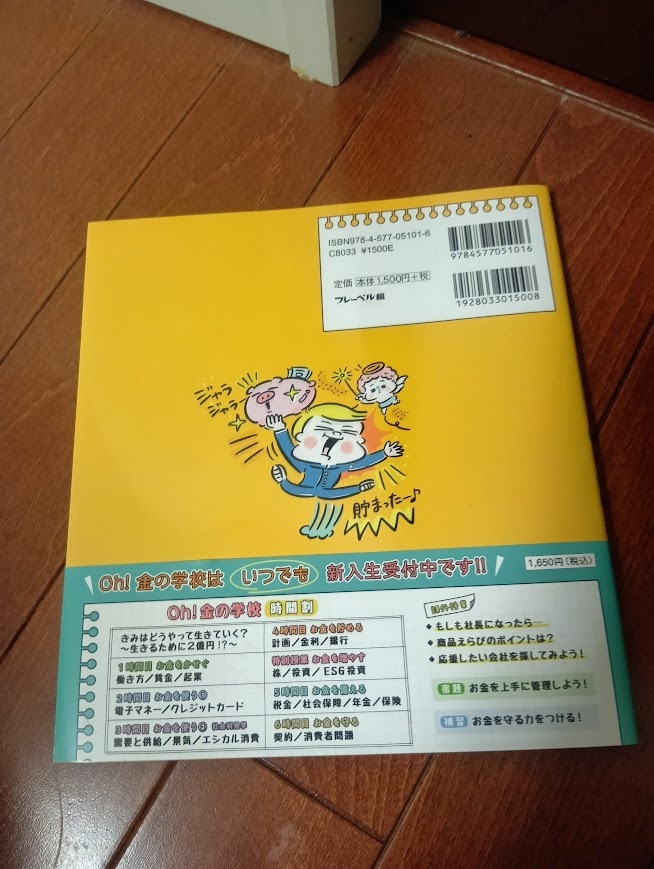 ISBN978-4-577-05101-6
C8033 ¥1500E
9784577051016
定価 本体1,500円+税
フレーベル館
1928033015008
ジャラ
ジャラ
貯まったー♪
Oh! 金の学校は いつでも 新入生受付中です!!
1,650円(税込)
Oh! 金の学校 時間割
きみはどうやって生きていく?
〜生きるために2億円!?〜
1時間目 お金をかせぐ
働き方/賃金/起業
2時間目 お金を使う①
電子マネー/クレジットカード
3時間目 お金を使う②
需要と供給/景気/エシカル消費
4時間目 お金を貯める
計画/金利/銀行
特別授業 お金を増やす
株/投資/ESG投資
5時間目 お金に備える
税金/社会保障/年金/保険
6時間目 お金を守る
契約/消費者問題
課外授業
もしも社長になったら…
商品えらびのポイントは?
応援したい会社を探してみよう!
宿題 お金を上手に管理しよう!
補習 お金を守る力をつける!